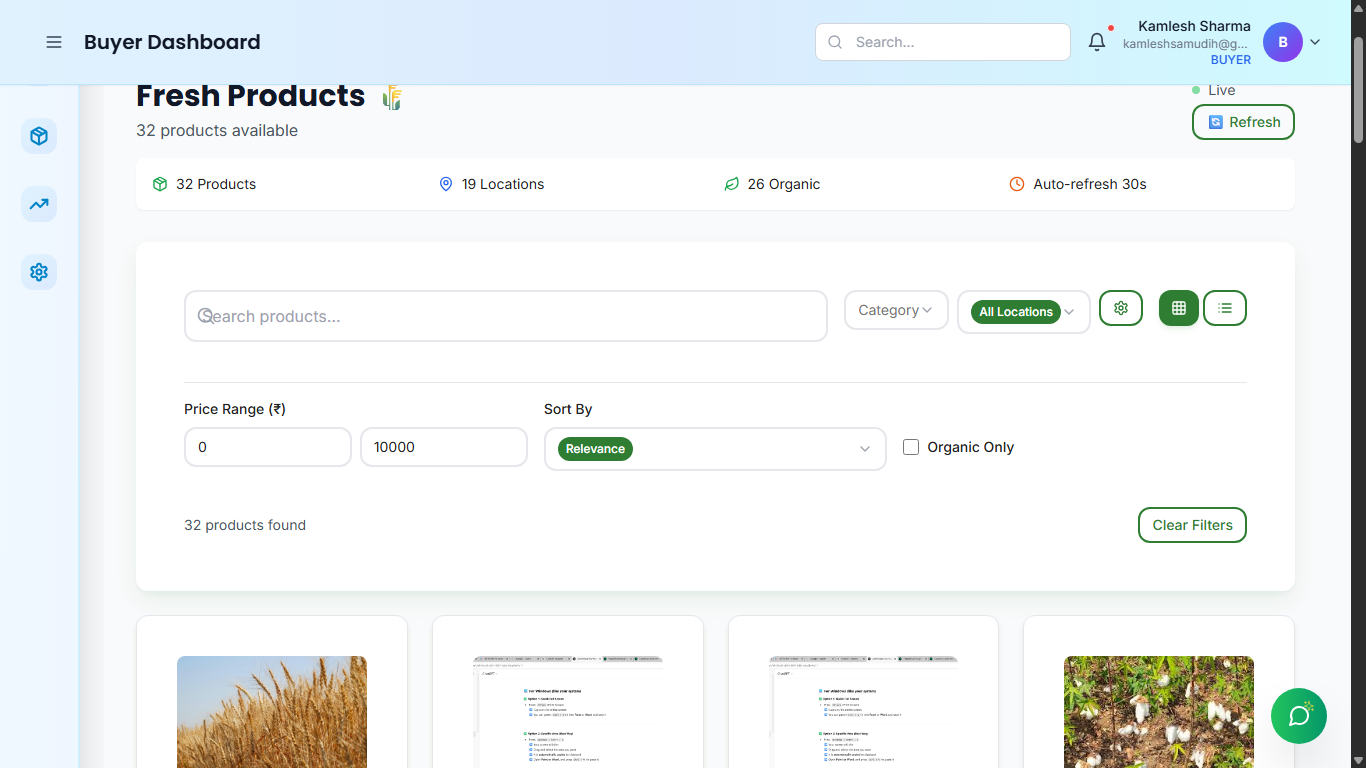 Buyer Dashboard
Search...
Kamlesh Sharma
kamleshsamudih@g...
BUYER
B
Fresh Products
32 products available
Live
Refresh
32 Products
19 Locations
26 Organic
Auto-refresh 30s
Search products...
Category
All Locations
Price Range (₹)
Sort By
0
10000
Relevance
Organic Only
32 products found
Clear Filters